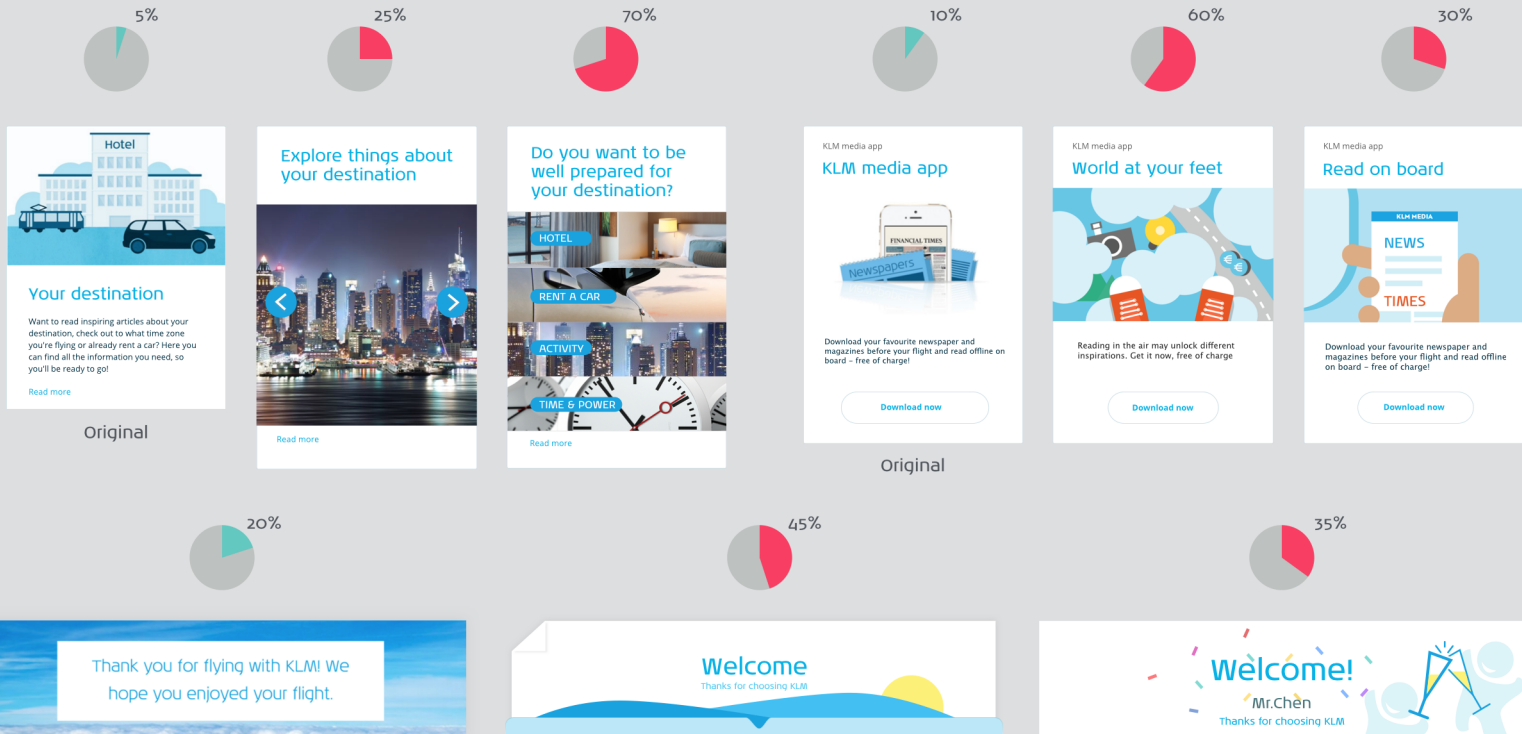 5%
25%
70%
10%
60%
30%
Hotel
Your destination
Want to read inspiring articles about your
destination, check out to what time zone
you're flying or already rent a car? Here you
can find all the information you need, so
you'll be ready to go!
Read more
Original
Explore things about
your destination
Read more
Do you want to be
well prepared for
your destination?
HOTEL
RENT A CAR
ACTIVITY
TIME & POWER
Read more
KLM media app
KLM media app
FINANCIAL TIMES
Newspapers
Download your favourite newspaper and
magazines before your flight and read offline on
board – free of charge!
Download now
Original
KLM media app
World at your feet
Reading in the air may unlock different
inspirations. Get it now, free of charge
Download now
KLM media app
Read on board
KLM MEDIA
NEWS
TIMES
Download your favourite newspaper and
magazines before your flight and read offline
on board – free of charge!
Download now
20%
45%
35%
Thank you for flying with KLM! We
hope you enjoyed your flight.
Welcome
Thanks for choosing KLM
Welcome!
Mr.Chen
Thanks for choosing KLM